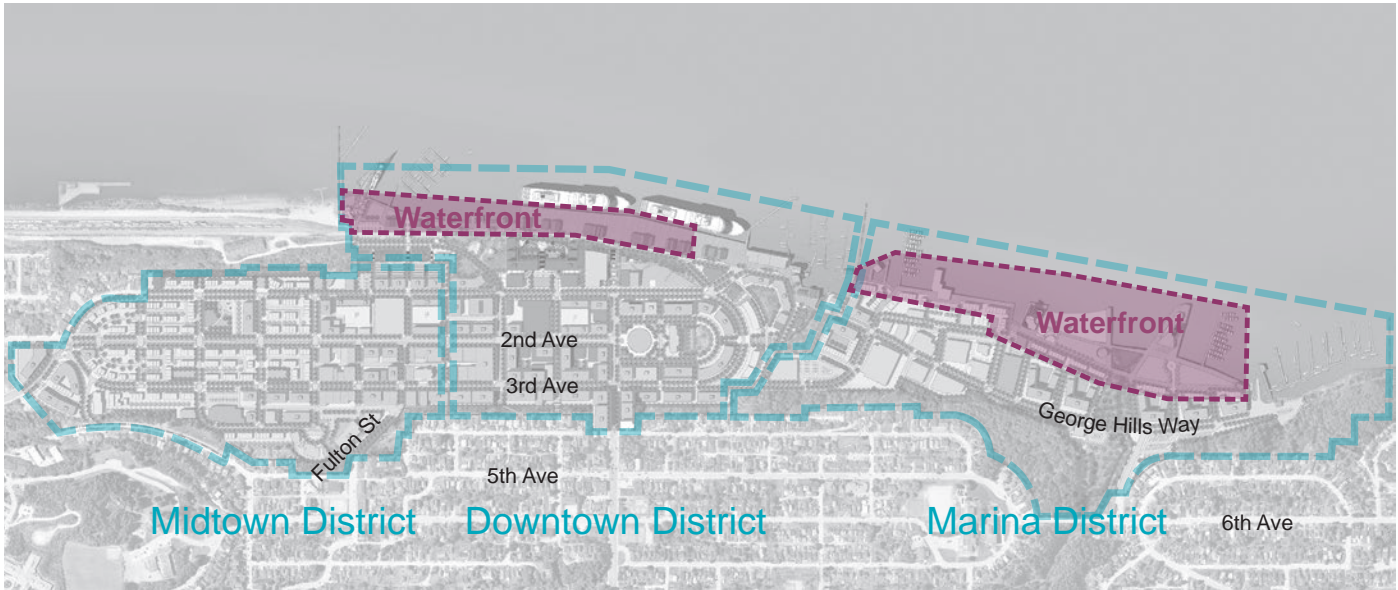 Waterfront
Waterfront
2nd Ave
3rd Ave
George Hills Way
Fulton St
5th Ave
Midtown District
Downtown District
Marina District
6th Ave